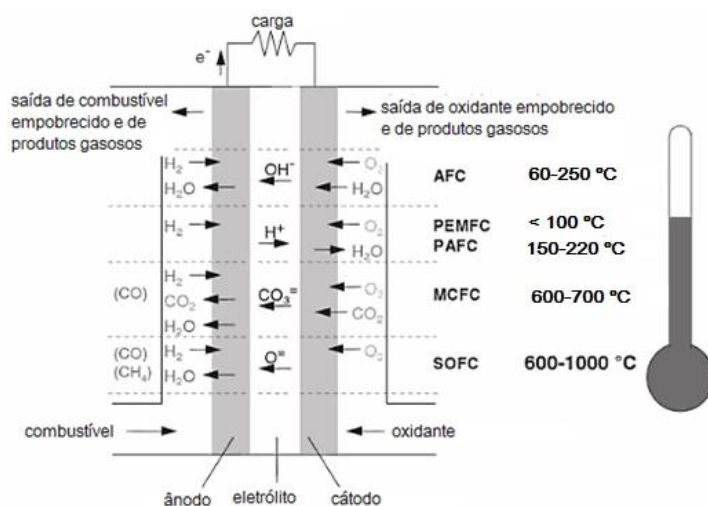 carga
e⁻
saída de combustível
empobrecido e de
produtos gasosos
saída de oxidante empobrecido
e de produtos gasosos
H₂ OH⁻ O₂ AFC 60-250 ºC
H₂O H₂O
H₂ H⁺ O₂ PEMFC < 100 ºC
H₂O PAFC 150-220 ºC
H₂
(CO) CO₂ CO₃⁼ O₂ MCFC 600-700 ºC
H₂O CO₂
(CO) H₂ O⁼ O₂ SOFC 600-1000 °C
(CH₄) H₂O
combustível oxidante
ânodo eletrólito cátodo